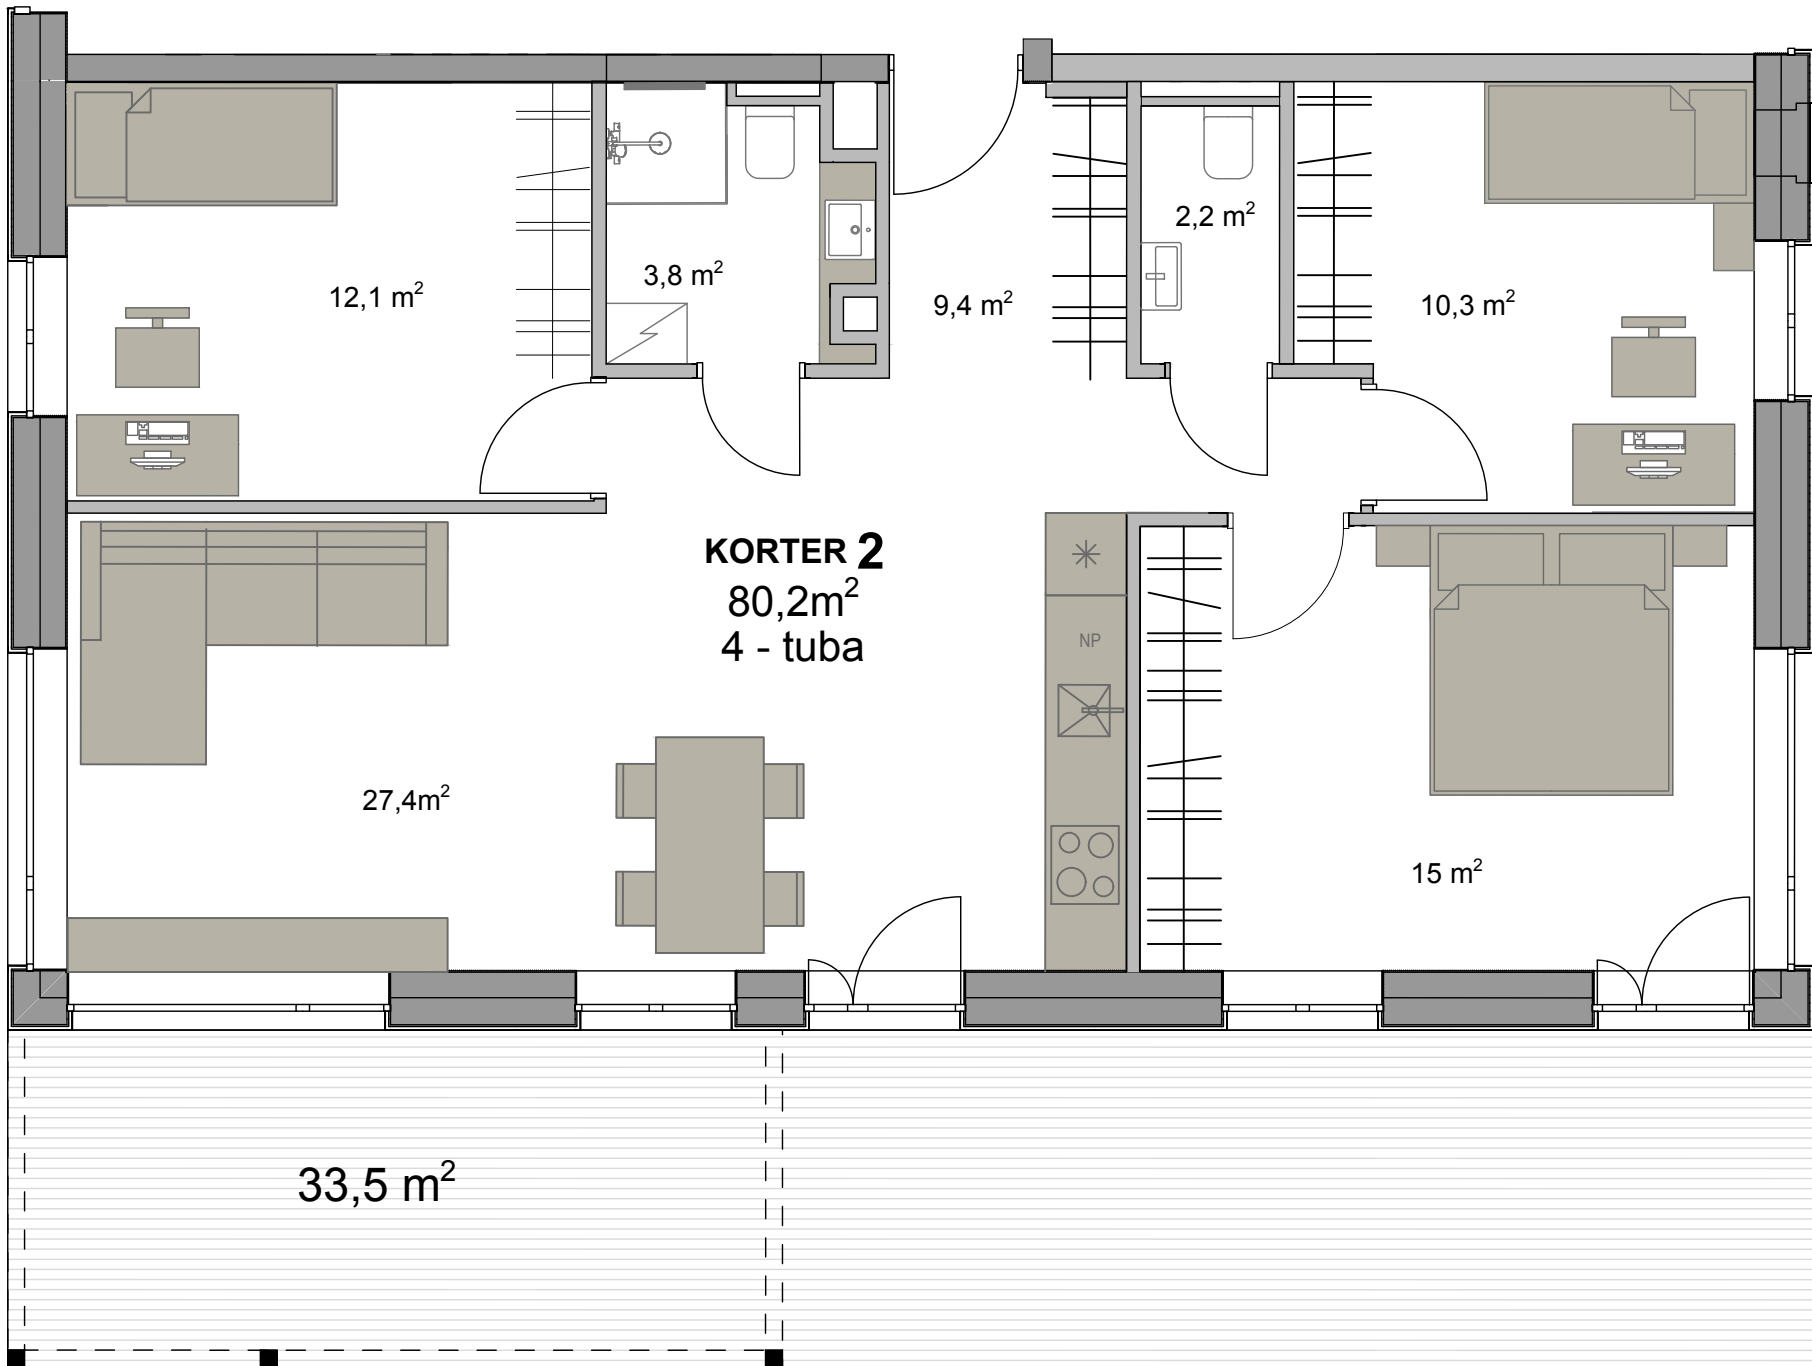 2,2 m²
3,8 m²
12,1 m²
9,4 m²
10,3 m²
KORTER 2
80,2m²
4 - tuba
NP
27,4m²
15 m²
33,5 m²